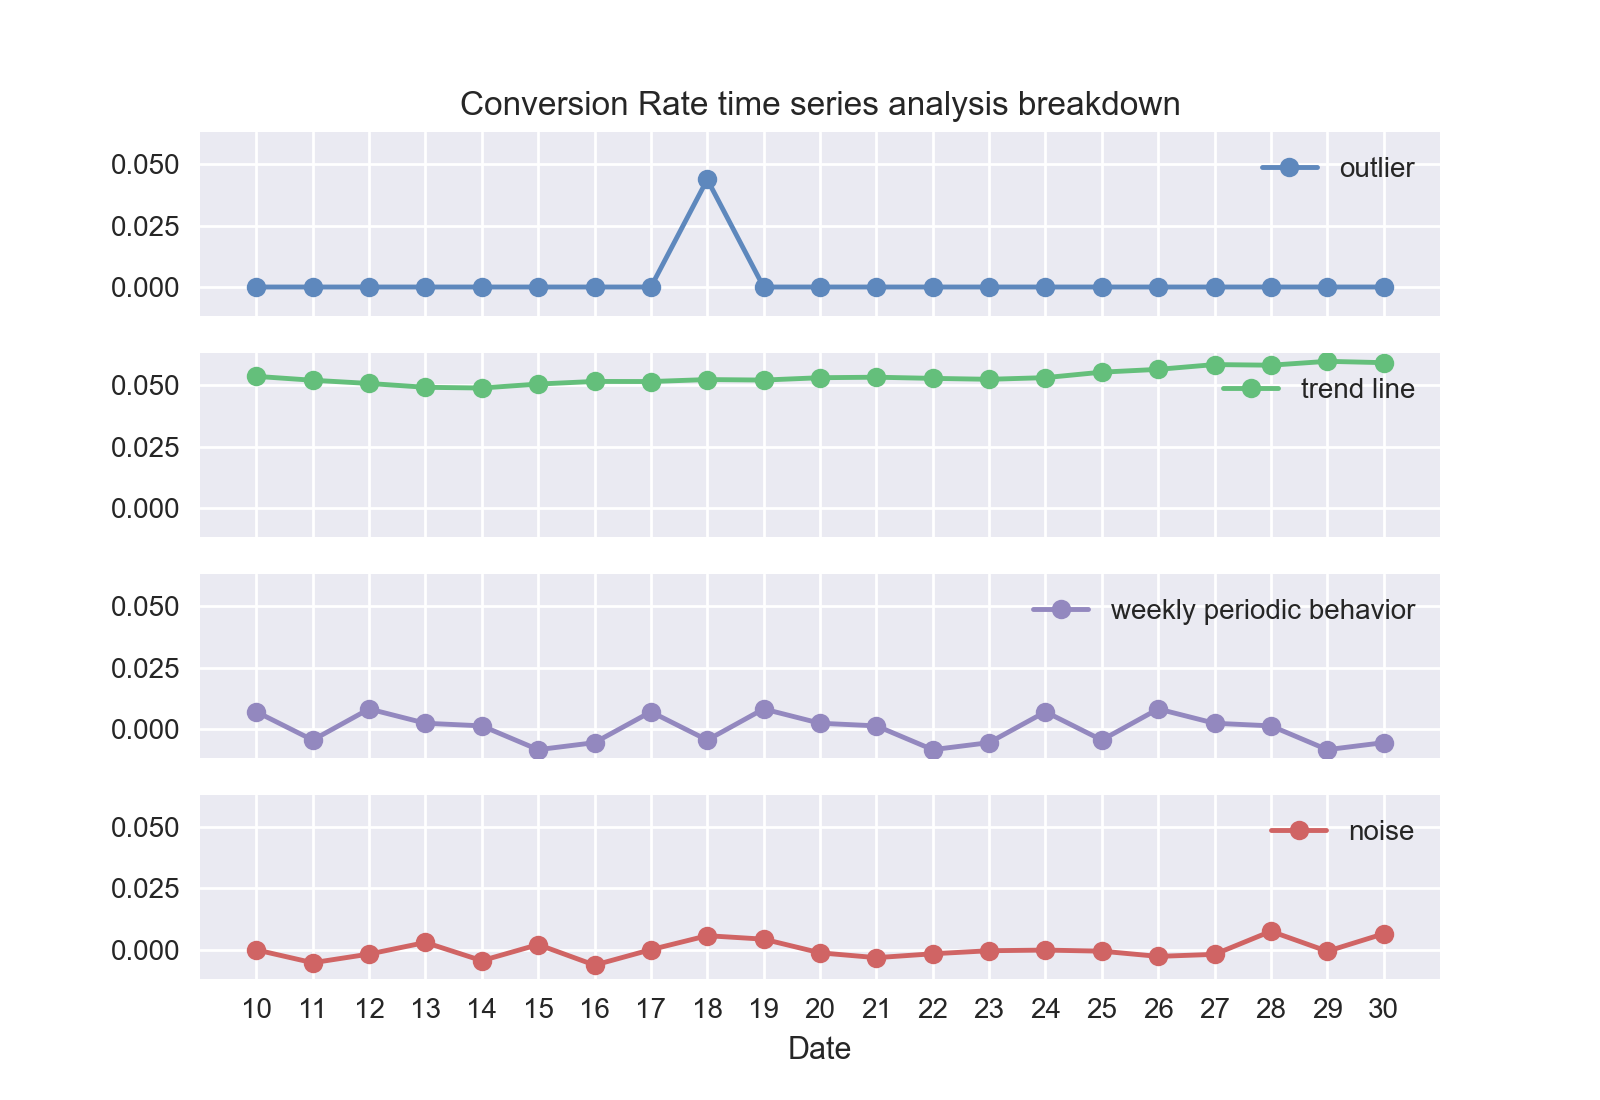 Conversion Rate time series analysis breakdown
0.050
outlier
0.025
0.000
0.050
trend line
0.025
0.000
0.050
weekly periodic behavior
0.025
0.000
0.050
noise
0.025
0.000
10 11 12 13 14 15 16 17 18 19 20 21 22 23 24 25 26 27 28 29 30
Date